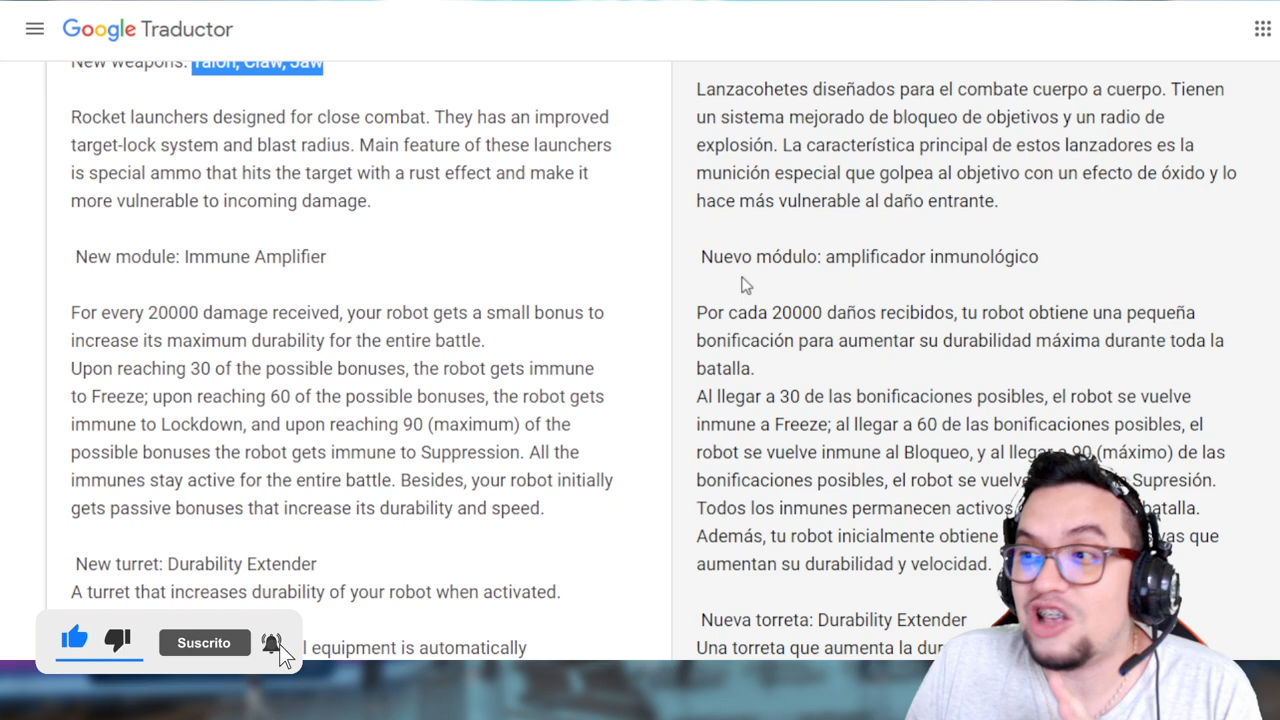 Google Traductor
New weapons: Talon, Claw, Jaw
Rocket launchers designed for close combat. They has an improved
target-lock system and blast radius. Main feature of these launchers
is special ammo that hits the target with a rust effect and make it
more vulnerable to incoming damage.
New module: Immune Amplifier
For every 20000 damage received, your robot gets a small bonus to
increase its maximum durability for the entire battle.
Upon reaching 30 of the possible bonuses, the robot gets immune
to Freeze; upon reaching 60 of the possible bonuses, the robot gets
immune to Lockdown, and upon reaching 90 (maximum) of the
possible bonuses the robot gets immune to Suppression. All the
immunes stay active for the entire battle. Besides, your robot initially
gets passive bonuses that increase its durability and speed.
New turret: Durability Extender
A turret that increases durability of your robot when activated.
equipment is automatically
Suscrito
Lanzacohetes diseñados para el combate cuerpo a cuerpo. Tienen
un sistema mejorado de bloqueo de objetivos y un radio de
explosión. La característica principal de estos lanzadores es la
munición especial que golpea al objetivo con un efecto de óxido y lo
hace más vulnerable al daño entrante.
Nuevo módulo: amplificador inmunológico
Por cada 20000 daños recibidos, tu robot obtiene una pequeña
bonificación para aumentar su durabilidad máxima durante toda la
batalla.
Al llegar a 30 de las bonificaciones posibles, el robot se vuelve
inmune a Freeze; al llegar a 60 de las bonificaciones posibles, el
robot se vuelve inmune al Bloqueo, y al llegar a 90 (máximo) de las
bonificaciones posibles, el robot se vuelve Supresión.
Todos los inmunes permanecen activos batalla.
Además, tu robot inicialmente obtiene que
aumentan su durabilidad y velocidad.
Nueva torreta: Durability Extender
Una torreta que aumenta la